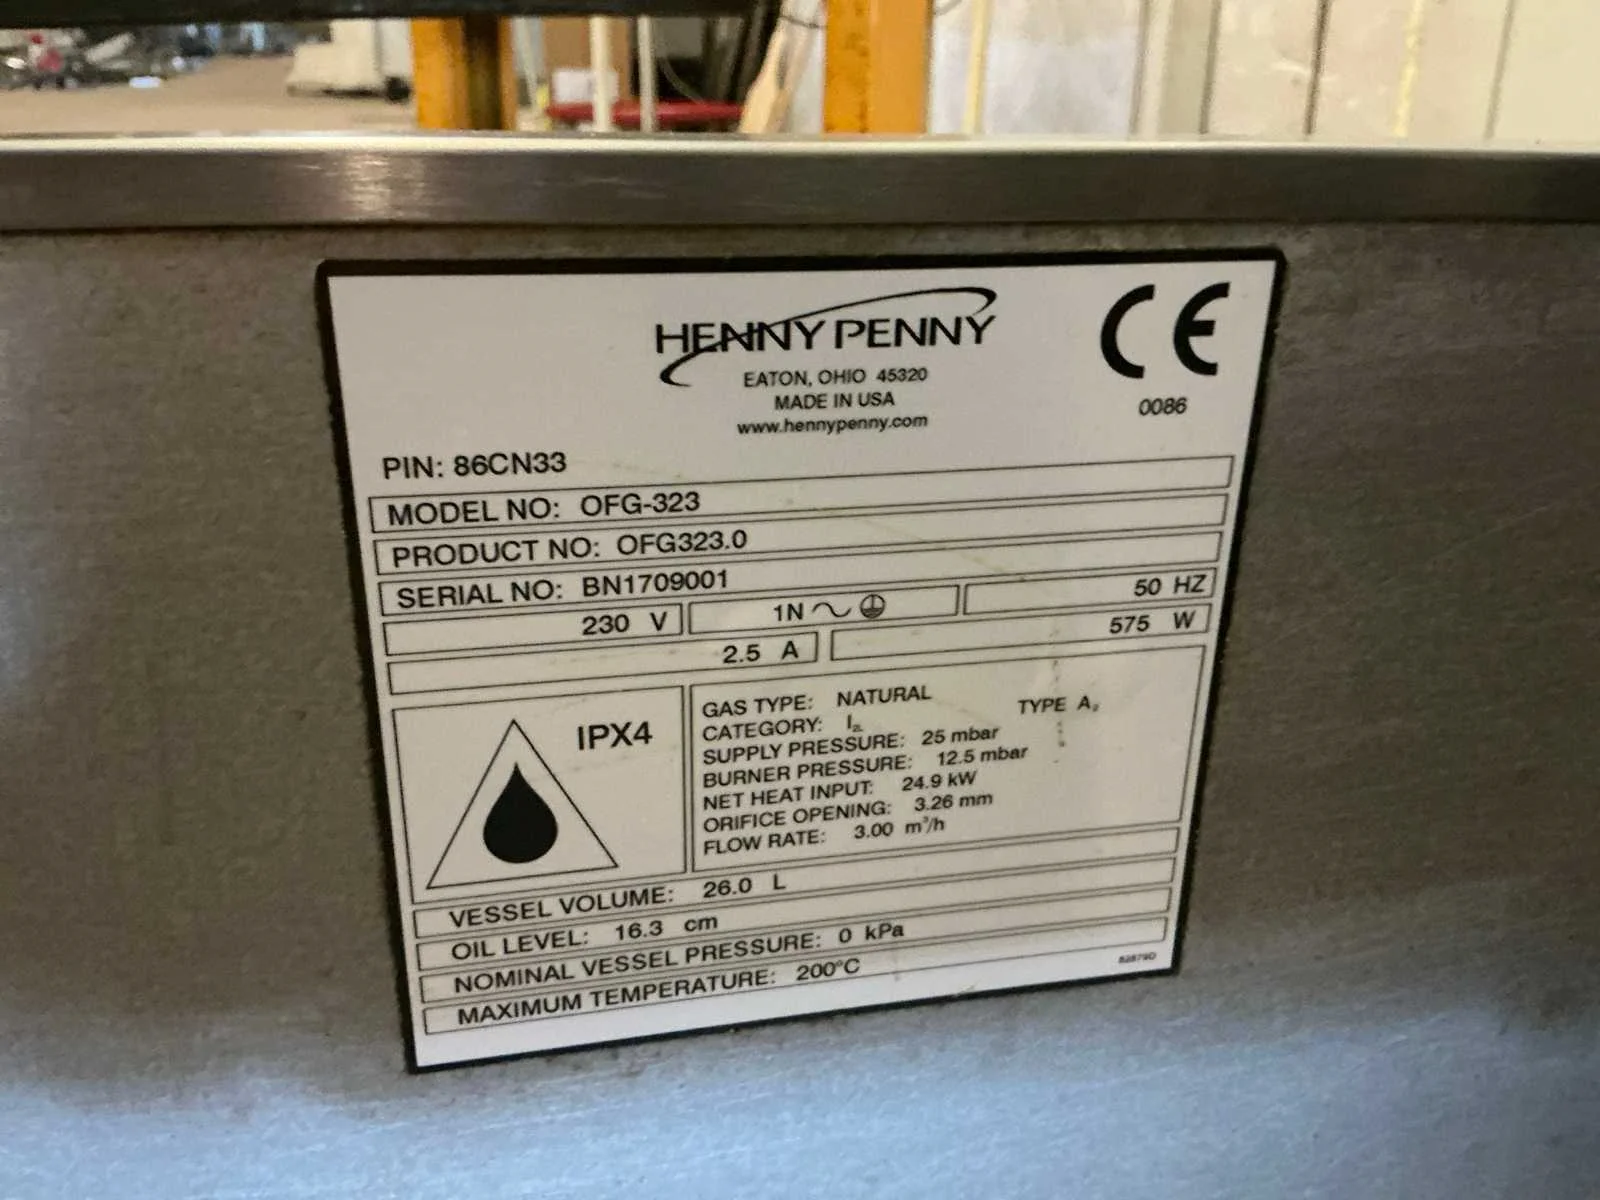 HENNY PENNY
EATON, OHIO 45320
MADE IN USA
www.hennypenny.com
CE
0086
PIN: 86CN33
MODEL NO: OFG-323
PRODUCT NO: OFG323.0
SERIAL NO: BN1709001
230 V 1N 50 HZ
2.5 A 575 W
IPX4
GAS TYPE: NATURAL TYPE A₂
CATEGORY: I₂L
SUPPLY PRESSURE: 25 mbar
BURNER PRESSURE: 12.5 mbar
NET HEAT INPUT: 24.9 kW
ORIFICE OPENING: 3.26 mm
FLOW RATE: 3.00 m³/h
VESSEL VOLUME: 26.0 L
OIL LEVEL: 16.3 cm
NOMINAL VESSEL PRESSURE: 0 kPa
MAXIMUM TEMPERATURE: 200°C